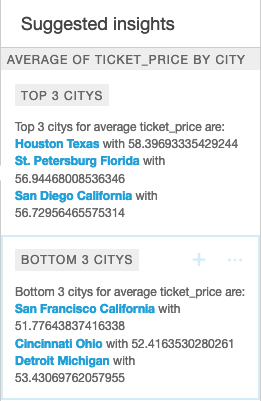 Suggested insights
AVERAGE OF TICKET_PRICE BY CITY
TOP 3 CITYS
Top 3 citys for average ticket_price are:
Houston Texas with 58.39693335429244
St. Petersburg Florida with
56.94468008536346
San Diego California with
56.72956465575314
BOTTOM 3 CITYS
Bottom 3 citys for average ticket_price are:
San Francisco California with
51.77643837416338
Cincinnati Ohio with 52.4163530280261
Detroit Michigan with
53.43069762057955